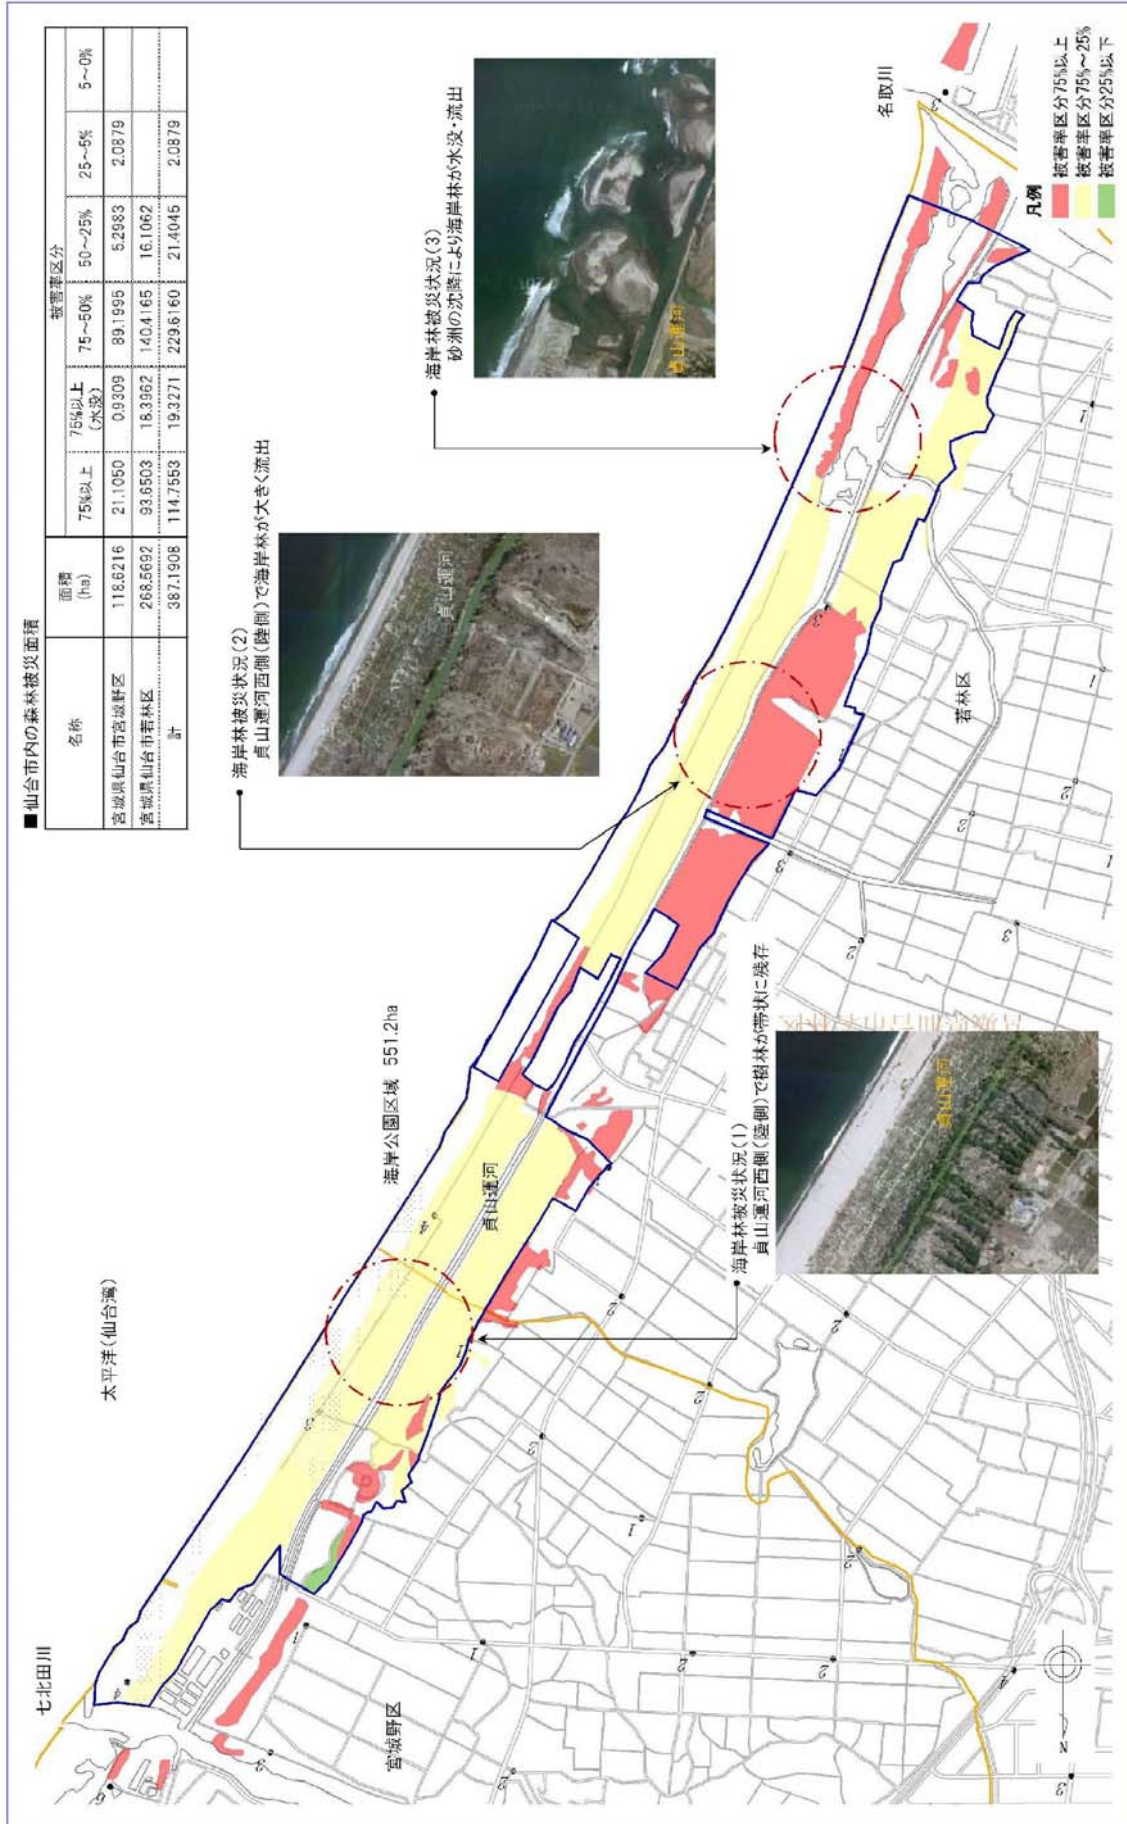 ■仙台市内の森林被災面積
名称 面積(ha) 被害率区分
75%以上 75%以上(水没) 75~50% 50~25% 25~5% 5~0%
宮城県仙台市宮城野区 118.6216 21.1050 0.9309 89.1995 5.2983 2.0879
宮城県仙台市若林区 268.5692 93.6503 18.3962 140.4165 16.1062
計 387.1908 114.7553 19.3271 229.6160 21.4045 2.0879
海岸林被災状況(2)
貞山運河西側(陸側)で海岸林が大きく流出
貞山運河
海岸林被災状況(3)
砂洲の沈降により海岸林が水没・流出
貞山運河
七北田川
太平洋(仙台湾)
海岸公園区域 551.2ha
名取川
貞山運河
宮城野区
若林区
海岸林被災状況(1)
貞山運河西側(陸側)で樹林が帯状に残存
貞山運河
凡例
被害率区分75%以上
被害率区分75%~25%
被害率区分25%以下
N